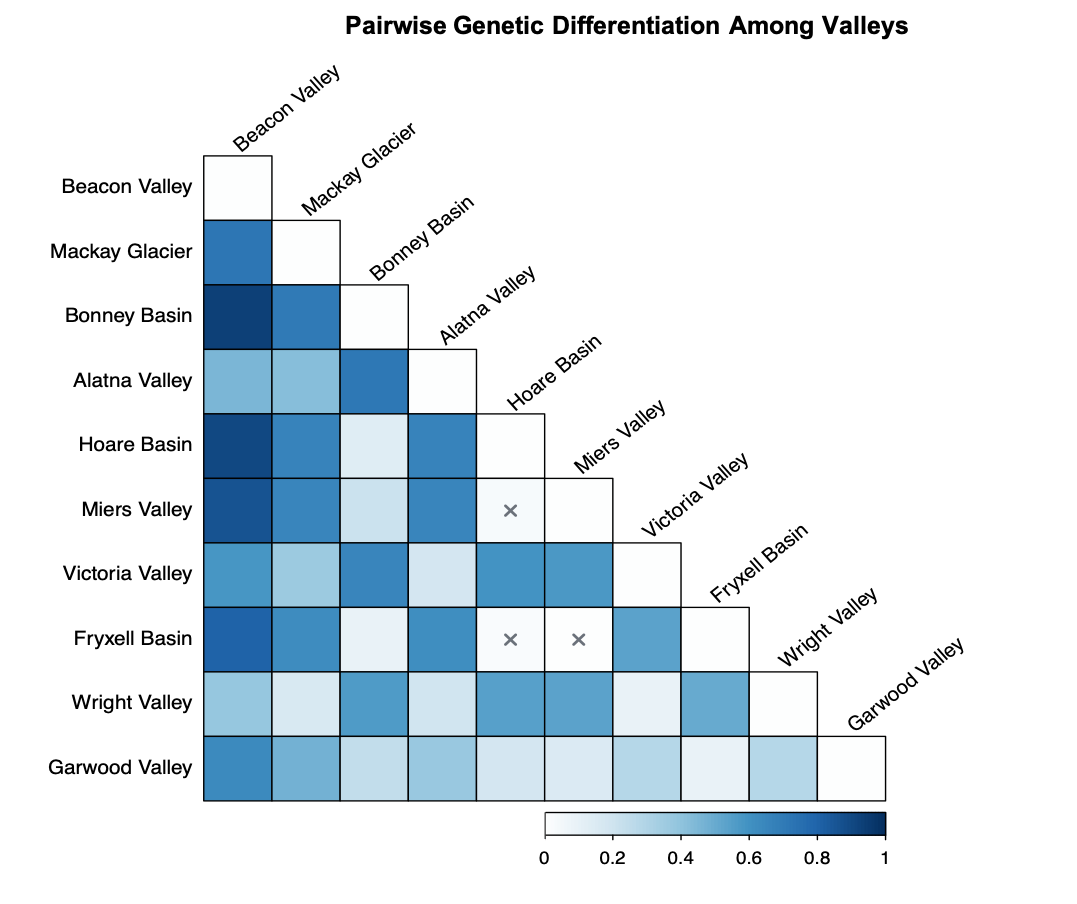 Pairwise Genetic Differentiation Among Valleys
Beacon Valley
Mackay Glacier
Bonney Basin
Alatna Valley
Hoare Basin
Miers Valley
Victoria Valley
Fryxell Basin
Wright Valley
Garwood Valley
Beacon Valley
Mackay Glacier
Bonney Basin
Alatna Valley
Hoare Basin
Miers Valley
Victoria Valley
Fryxell Basin
Wright Valley
Garwood Valley
0 0.2 0.4 0.6 0.8 1